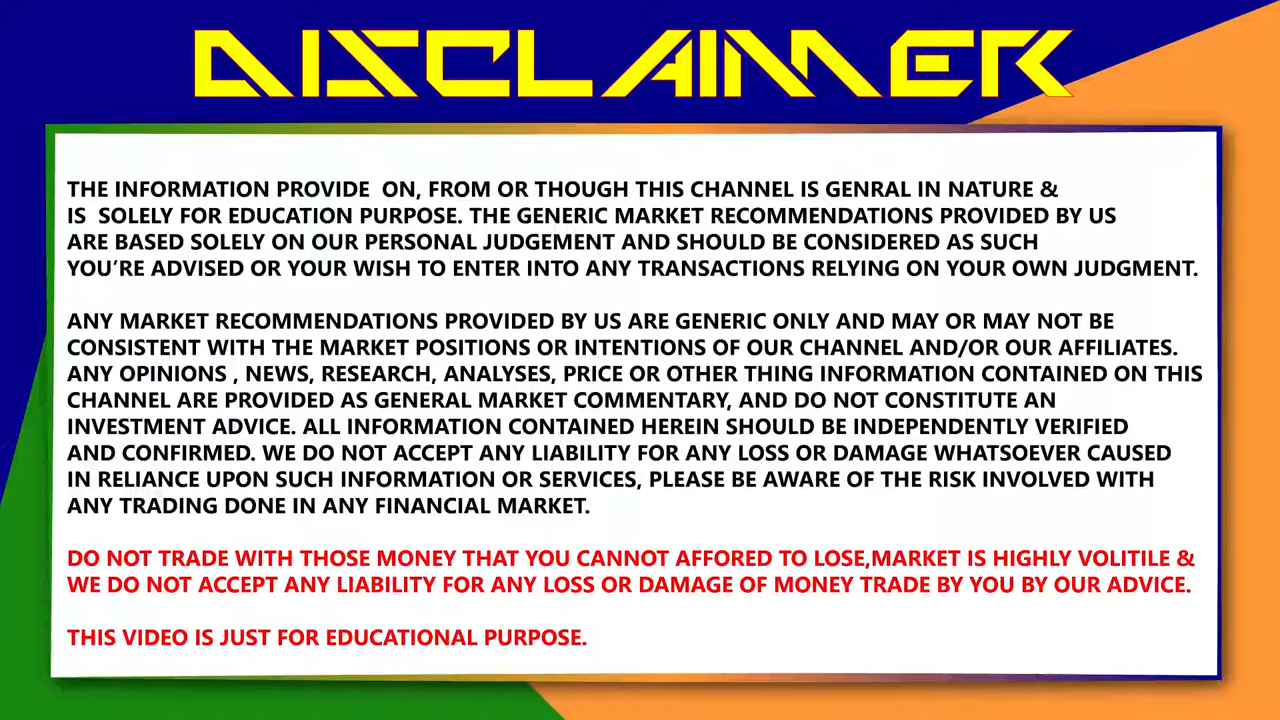 DISCLAIMER
THE INFORMATION PROVIDE  ON, FROM OR THOUGH THIS CHANNEL IS GENRAL IN NATURE &
IS  SOLELY FOR EDUCATION PURPOSE. THE GENERIC MARKET RECOMMENDATIONS PROVIDED BY US
ARE BASED SOLELY ON OUR PERSONAL JUDGEMENT AND SHOULD BE CONSIDERED AS SUCH
YOU’RE ADVISED OR YOUR WISH TO ENTER INTO ANY TRANSACTIONS RELYING ON YOUR OWN JUDGMENT.
ANY MARKET RECOMMENDATIONS PROVIDED BY US ARE GENERIC ONLY AND MAY OR MAY NOT BE
CONSISTENT WITH THE MARKET POSITIONS OR INTENTIONS OF OUR CHANNEL AND/OR OUR AFFILIATES.
ANY OPINIONS , NEWS, RESEARCH, ANALYSES, PRICE OR OTHER THING INFORMATION CONTAINED ON THIS
CHANNEL ARE PROVIDED AS GENERAL MARKET COMMENTARY, AND DO NOT CONSTITUTE AN
INVESTMENT ADVICE. ALL INFORMATION CONTAINED HEREIN SHOULD BE INDEPENDENTLY VERIFIED
AND CONFIRMED. WE DO NOT ACCEPT ANY LIABILITY FOR ANY LOSS OR DAMAGE WHATSOEVER CAUSED
IN RELIANCE UPON SUCH INFORMATION OR SERVICES, PLEASE BE AWARE OF THE RISK INVOLVED WITH
ANY TRADING DONE IN ANY FINANCIAL MARKET.
DO NOT TRADE WITH THOSE MONEY THAT YOU CANNOT AFFORED TO LOSE,MARKET IS HIGHLY VOLITILE &
WE DO NOT ACCEPT ANY LIABILITY FOR ANY LOSS OR DAMAGE OF MONEY TRADE BY YOU BY OUR ADVICE.
THIS VIDEO IS JUST FOR EDUCATIONAL PURPOSE.